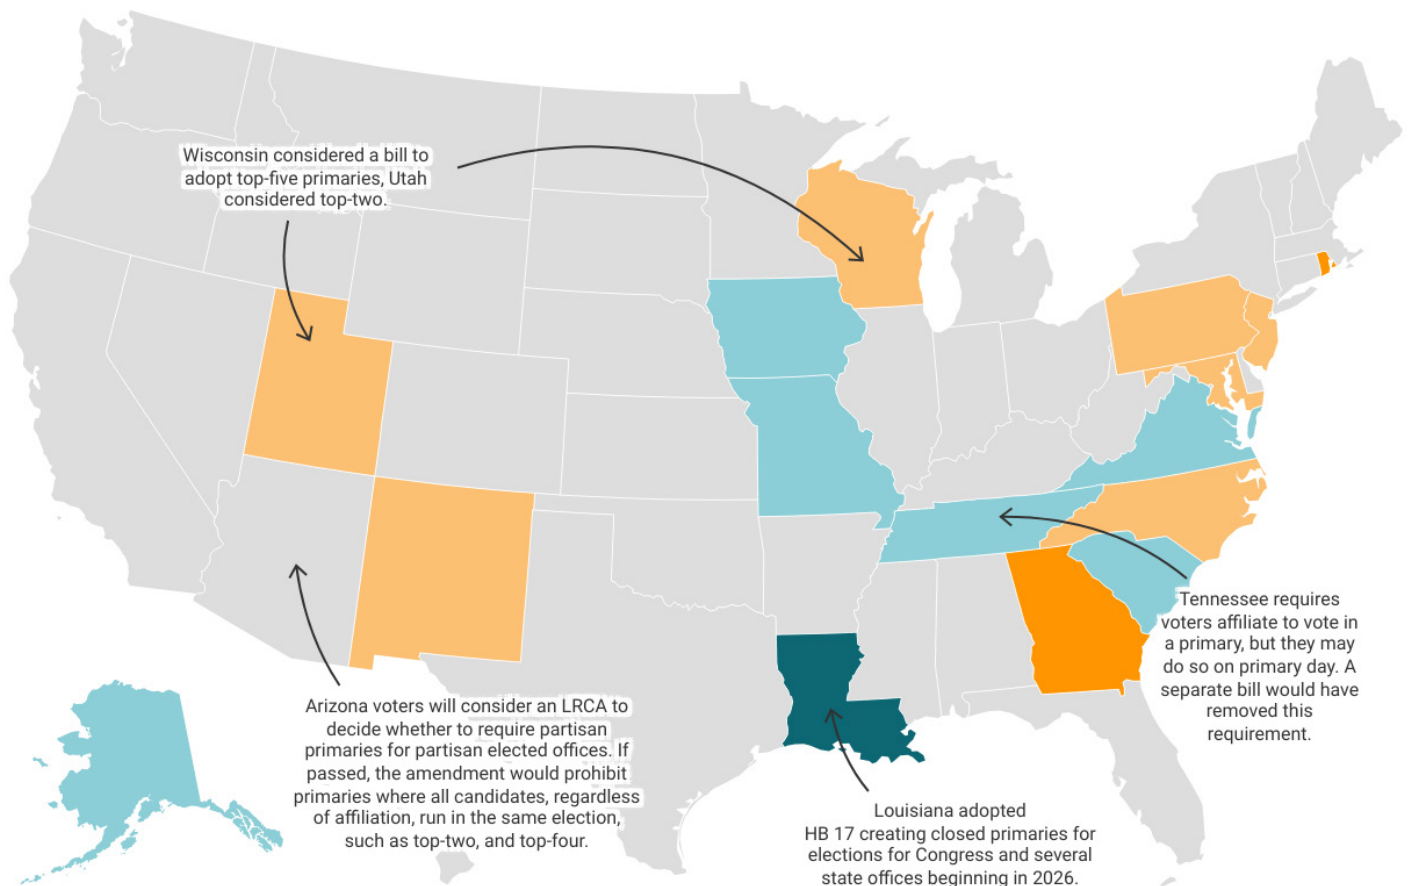 Wisconsin considered a bill to
adopt top-five primaries, Utah
considered top-two.
Arizona voters will consider an LRCA to
decide whether to require partisan
primaries for partisan elected offices. If
passed, the amendment would prohibit
primaries where all candidates, regardless
of affiliation, run in the same election,
such as top-two, and top-four.
Louisiana adopted
HB 17 creating closed primaries for
elections for Congress and several
state offices beginning in 2026.
Tennessee requires
voters affiliate to vote in
a primary, but they may
do so on primary day. A
separate bill would have
removed this
requirement.